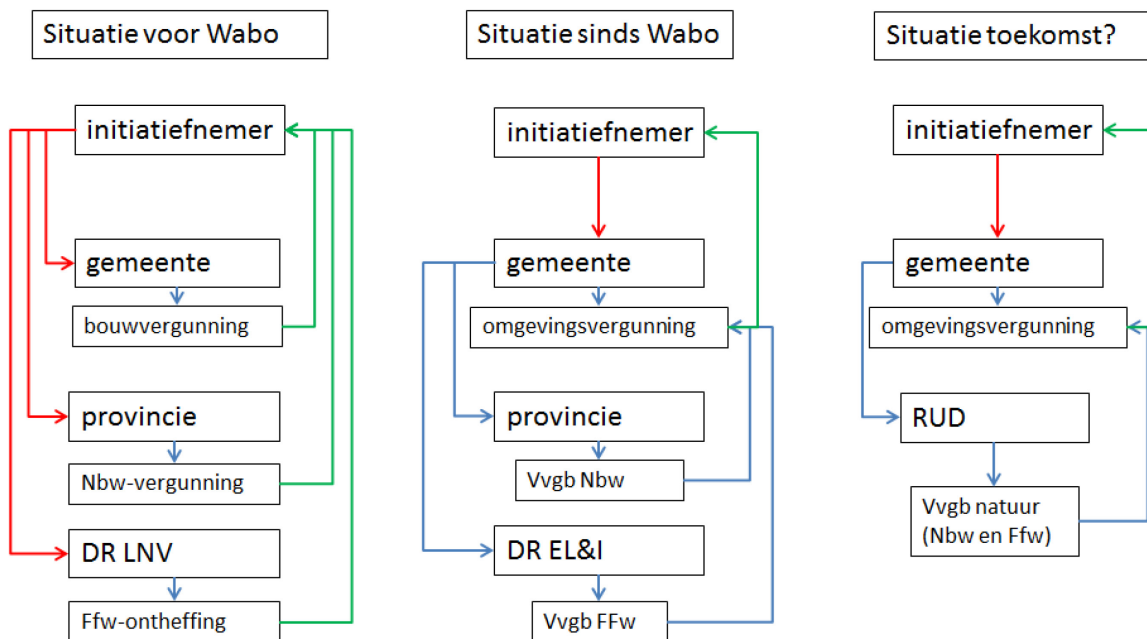 Situatie voor Wabo
initiatiefnemer
gemeente
bouwvergunning
provincie
Nbw-vergunning
DR LNV
Ffw-ontheffing
Situatie sinds Wabo
initiatiefnemer
gemeente
omgevingsvergunning
provincie
Vvgb Nbw
DR EL&I
Vvgb FFw
Situatie toekomst?
initiatiefnemer
gemeente
omgevingsvergunning
RUD
Vvgb natuur
(Nbw en Ffw)